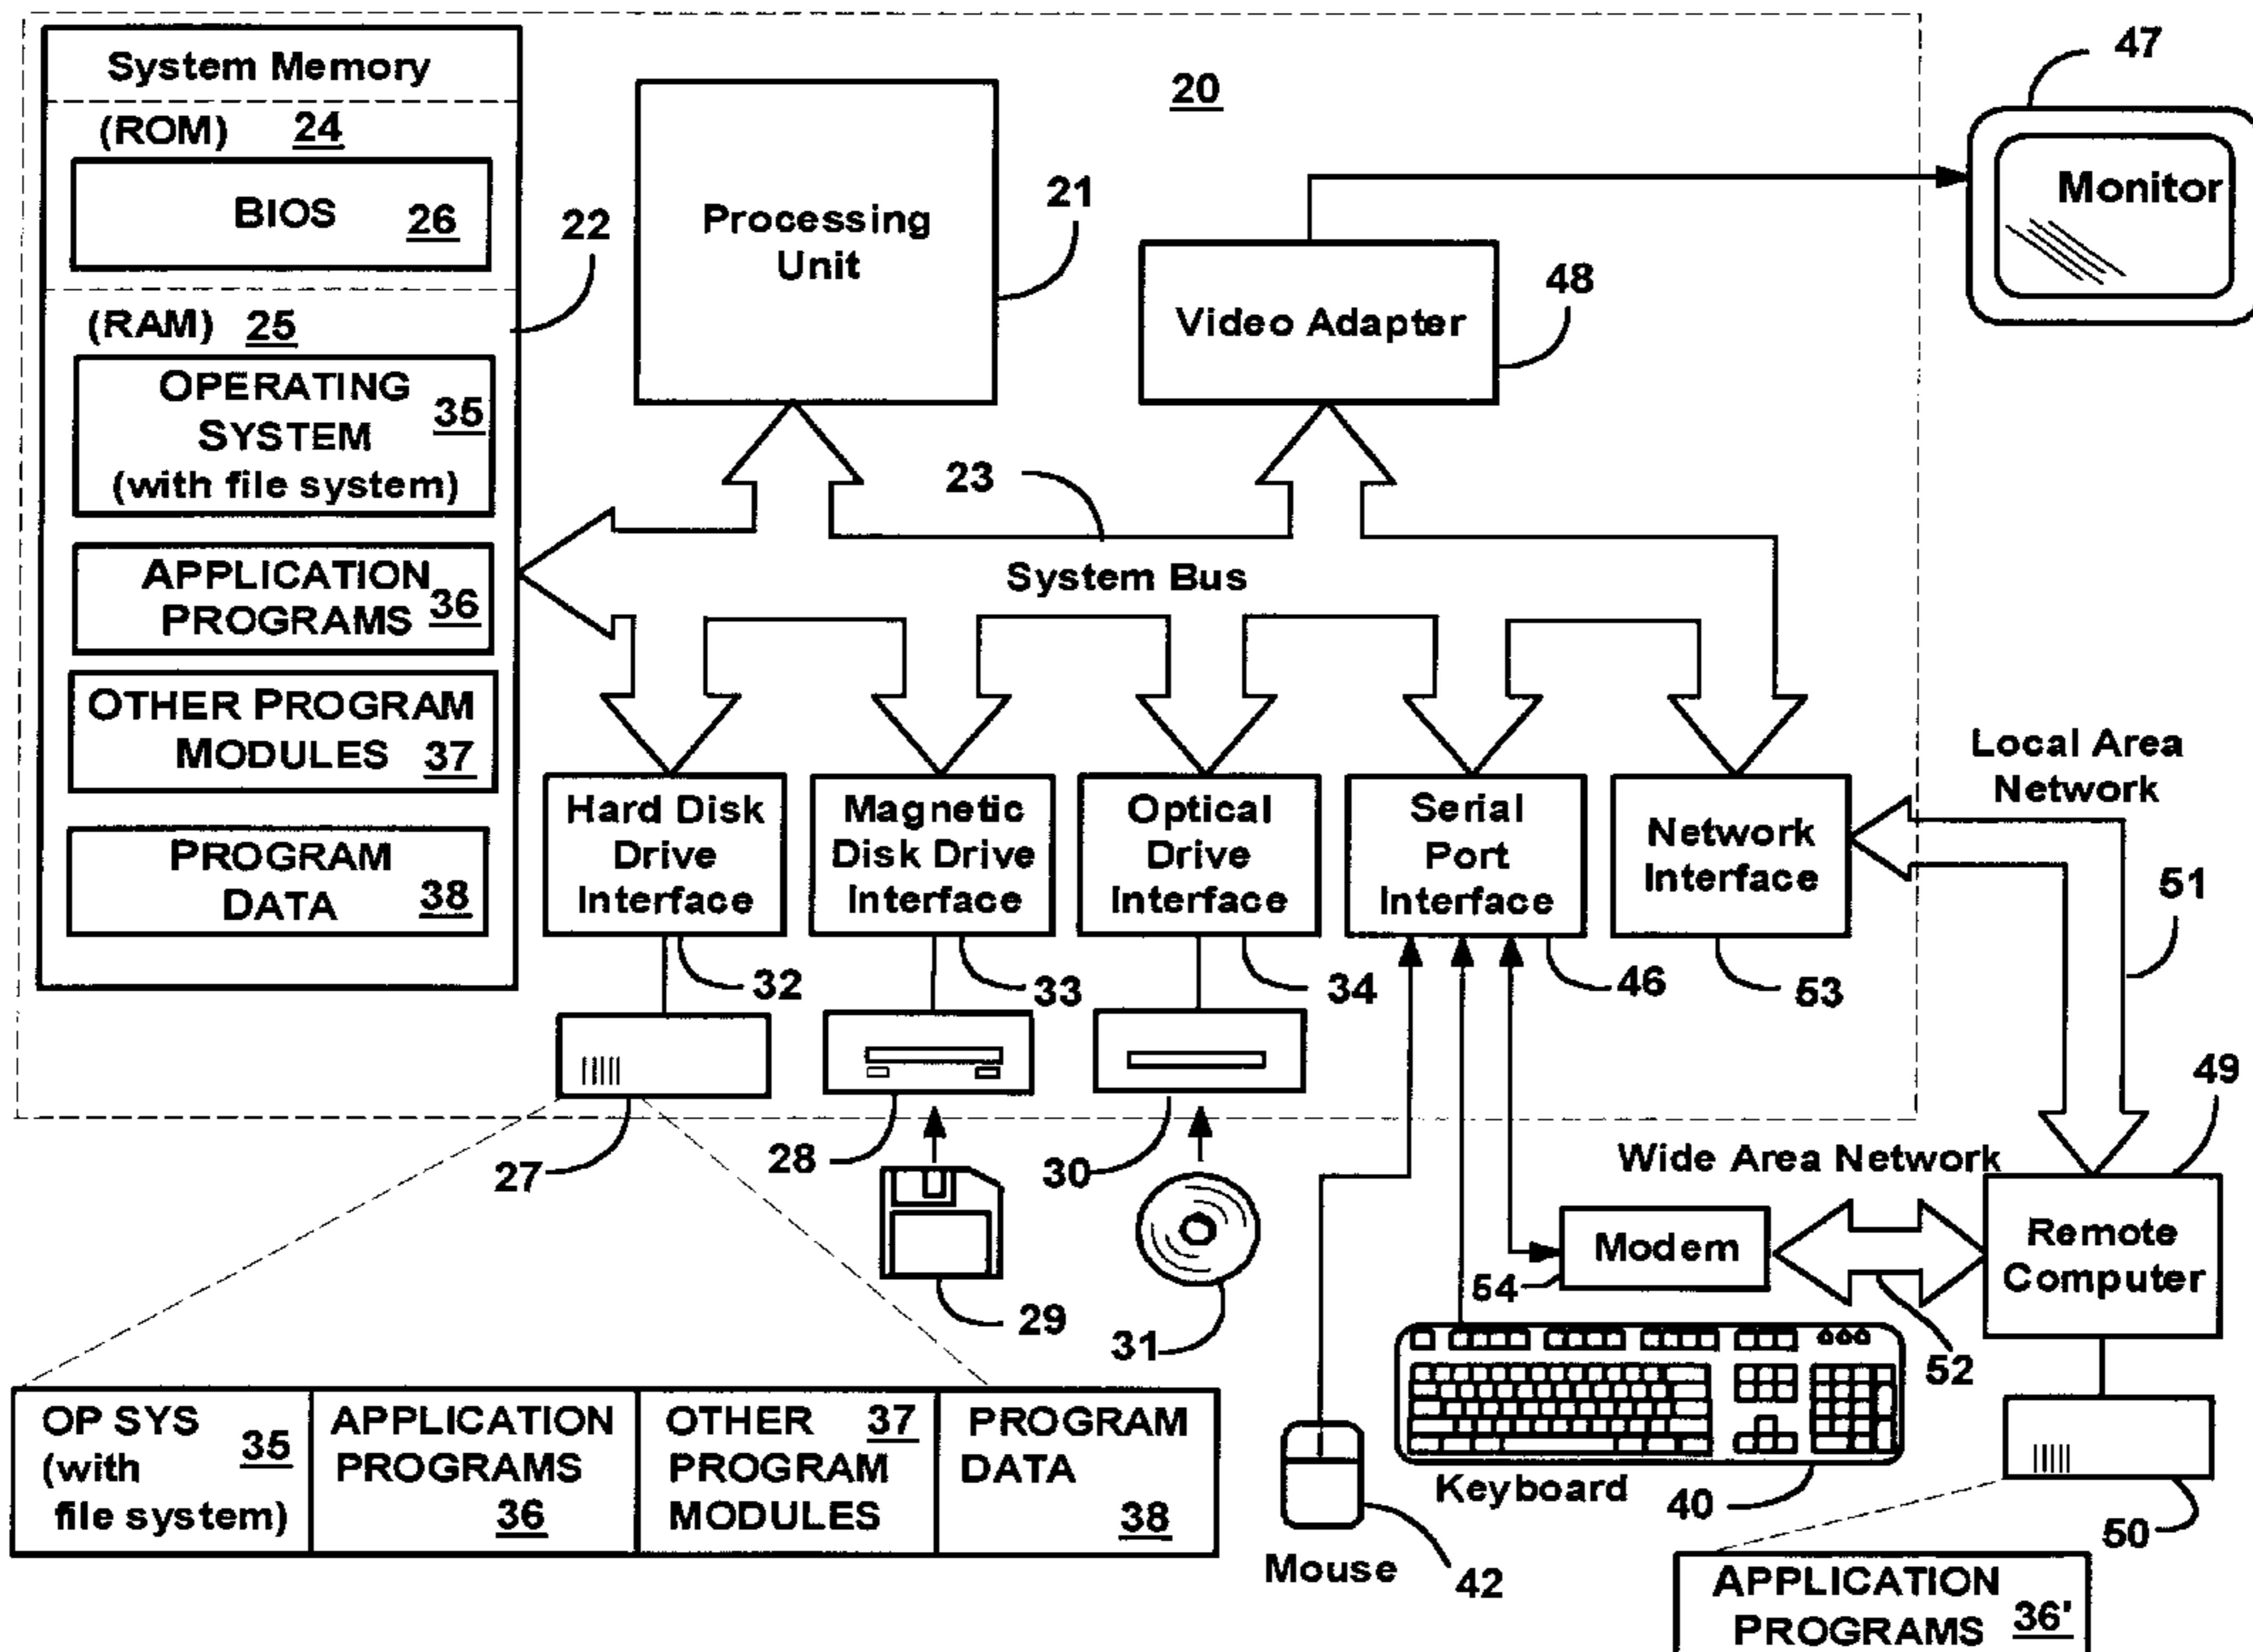 System Memory
(ROM) 24
BIOS 26
(RAM) 25
OPERATING
SYSTEM 35
(with file system)
APPLICATION
PROGRAMS 36
OTHER PROGRAM
MODULES 37
PROGRAM
DATA 38
22
Processing
Unit
21
20
Video Adapter
48
47
Monitor
23
System Bus
Hard Disk
Drive
Interface
32
Magnetic
Disk Drive
Interface
33
Optical
Drive
Interface
34
Serial
Port
Interface
46
Network
Interface
53
Local Area
Network
51
49
27
28
29
30
31
Wide Area Network
Modem
54
52
Remote
Computer
50
Keyboard
40
Mouse
42
OP SYS
(with
file system)
35
APPLICATION
PROGRAMS
36
OTHER 37
PROGRAM
MODULES
PROGRAM
DATA
38
APPLICATION
PROGRAMS 36'